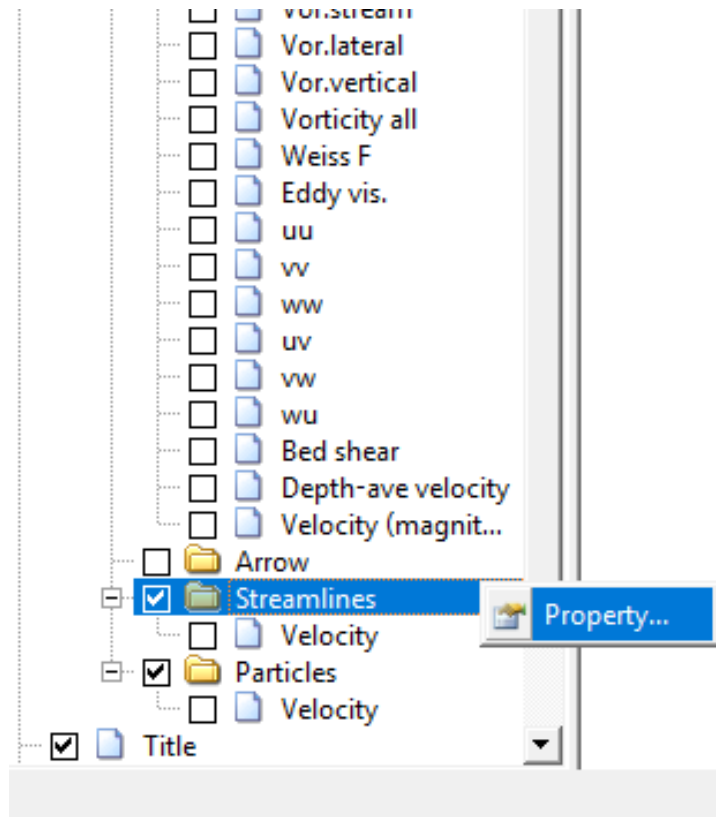 Vor.stream
Vor.lateral
Vor.vertical
Vorticity all
Weiss F
Eddy vis.
uu
vv
ww
uv
vw
wu
Bed shear
Depth-ave velocity
Velocity (magnit...
Arrow
Streamlines
Property...
Velocity
Particles
Velocity
Title